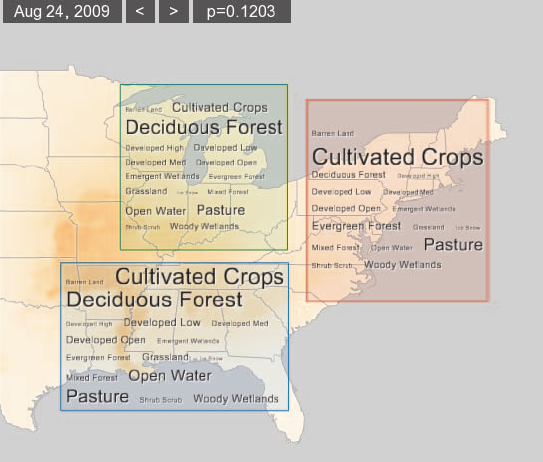 Aug 24, 2009 < > p=0.1203
Barren Land Cultivated Crops
Deciduous Forest
Developed High Developed Low
Developed Med Developed Open
Emergent Wetlands Evergreen Forest
Grassland Ice Snow Mixed Forest
Open Water Pasture
Shrub Scrub Woody Wetlands
Barren Land
Cultivated Crops
Deciduous Forest Developed High
Developed Low Developed Med
Developed Open Emergent Wetlands
Evergreen Forest Grassland Ice Snow
Mixed Forest Open Water Pasture
Shrub Scrub Woody Wetlands
Barren Land Cultivated Crops
Deciduous Forest
Developed High Developed Low Developed Med
Developed Open Emergent Wetlands
Evergreen Forest Grassland Ice Snow
Mixed Forest Open Water
Pasture Shrub Scrub Woody Wetlands